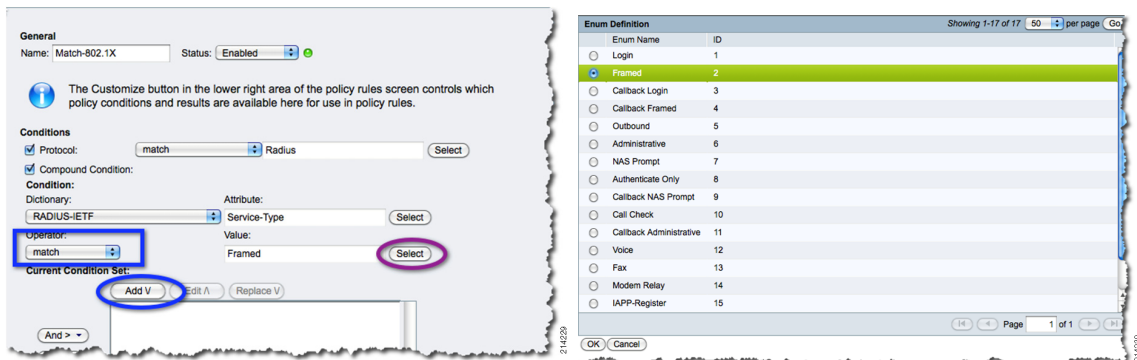 General
Name: Match-802.1X Status: Enabled
The Customize button in the lower right area of the policy rules screen controls which
policy conditions and results are available here for use in policy rules.
Conditions
Protocol: match Radius Select
Compound Condition:
Condition:
Dictionary: Attribute:
RADIUS-IETF Service-Type Select
Operator: Value:
match Framed Select
Current Condition Set:
Add V Edit /\ Replace V
And >
214229
Enum Definition Showing 1-17 of 17 50 per page Go
Enum Name ID
Login 1
Framed 2
Callback Login 3
Callback Framed 4
Outbound 5
Administrative 6
NAS Prompt 7
Authenticate Only 8
Callback NAS Prompt 9
Call Check 10
Callback Administrative 11
Voice 12
Fax 13
Modem Relay 14
IAPP-Register 15
Page 1 of 1
OK Cancel